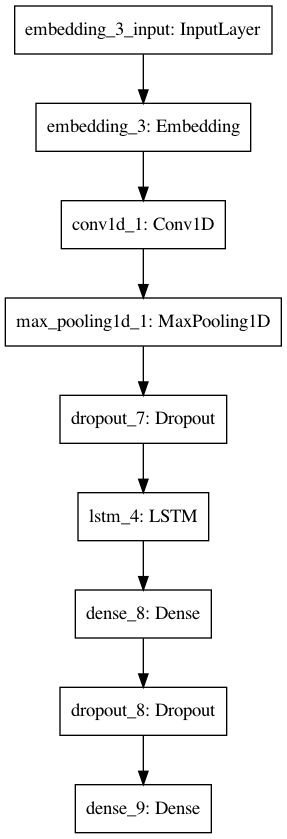 embedding_3_input: InputLayer
embedding_3: Embedding
conv1d_1: Conv1D
max_pooling1d_1: MaxPooling1D
dropout_7: Dropout
lstm_4: LSTM
dense_8: Dense
dropout_8: Dropout
dense_9: Dense